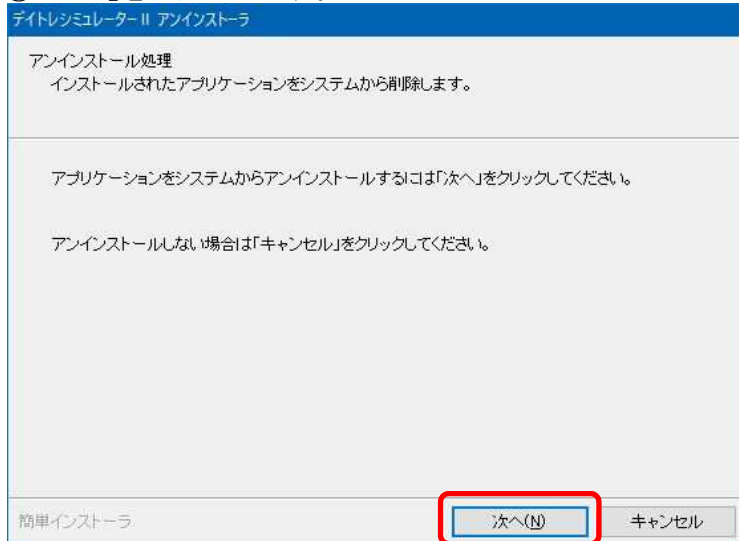 デイトレシミュレーターⅡ アンインストーラ
アンインストール処理
インストールされたアプリケーションをシステムから削除します。
アプリケーションをシステムからアンインストールするには「次へ」をクリックしてください。
アンインストールしない場合は「キャンセル」をクリックしてください。
簡単インストーラ
次へ(N)
キャンセル